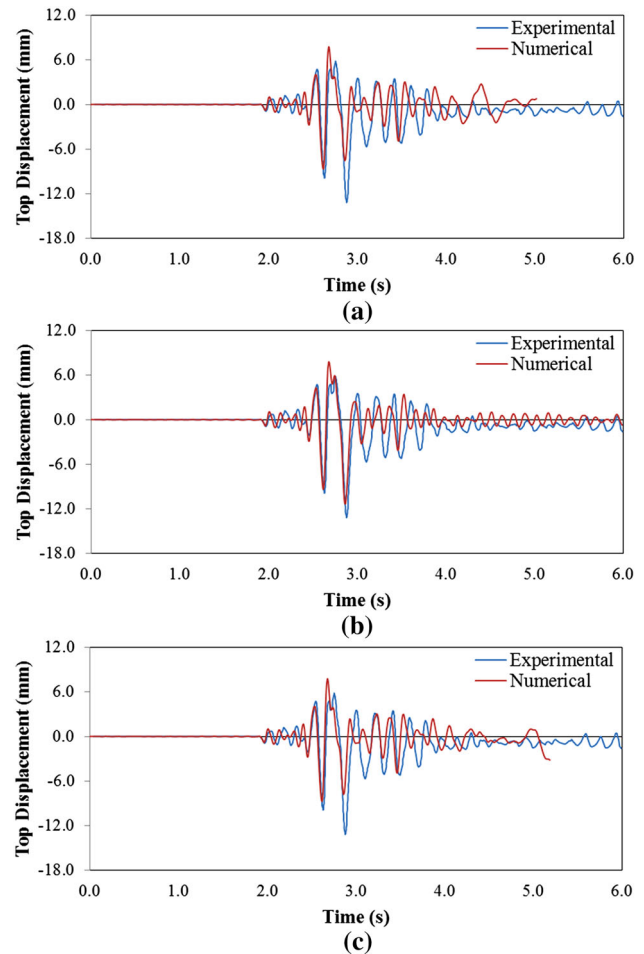 12.0
Experimental
6.0
Numerical
0.0
-6.0
-12.0
-18.0
Top Displacement (mm)
0.0 1.0 2.0 3.0 4.0 5.0 6.0
Time (s)
(a)
12.0
Experimental
6.0
Numerical
0.0
-6.0
-12.0
-18.0
Top Displacement (mm)
0.0 1.0 2.0 3.0 4.0 5.0 6.0
Time (s)
(b)
12.0
Experimental
6.0
Numerical
0.0
-6.0
-12.0
-18.0
Top Displacement (mm)
0.0 1.0 2.0 3.0 4.0 5.0 6.0
Time (s)
(c)